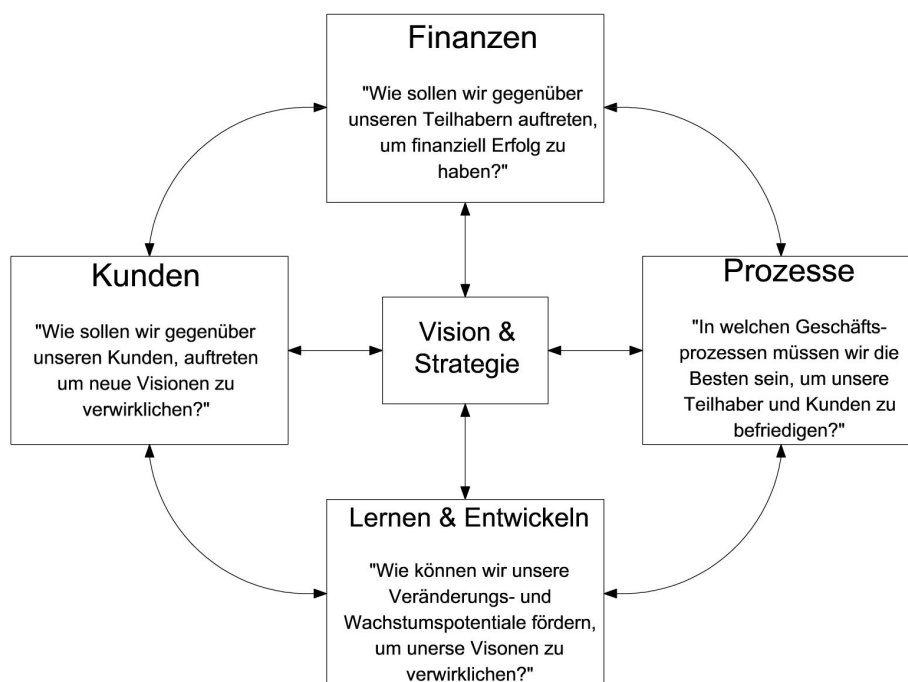 Finanzen
"Wie sollen wir gegenüber
unseren Teilhabern auftreten,
um finanziell Erfolg zu
haben?"
Kunden
"Wie sollen wir gegenüber
unseren Kunden, auftreten
um neue Visionen zu
verwirklichen?"
Vision &
Strategie
Prozesse
"In welchen Geschäfts-
prozessen müssen wir die
Besten sein, um unsere
Teilhaber und Kunden zu
befriedigen?"
Lernen & Entwickeln
"Wie können wir unsere
Veränderungs- und
Wachstumspotentiale fördern,
um unerse Visonen zu
verwirklichen?"